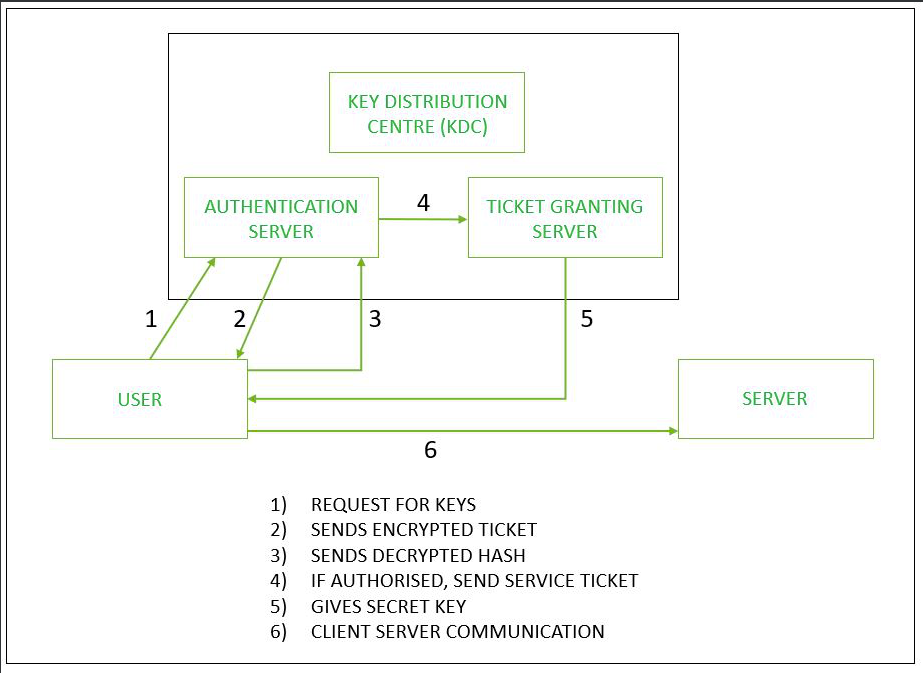 KEY DISTRIBUTION
CENTRE (KDC)
AUTHENTICATION
SERVER
4
TICKET GRANTING
SERVER
1
2
3
5
USER
SERVER
6
1) REQUEST FOR KEYS
2) SENDS ENCRYPTED TICKET
3) SENDS DECRYPTED HASH
4) IF AUTHORISED, SEND SERVICE TICKET
5) GIVES SECRET KEY
6) CLIENT SERVER COMMUNICATION